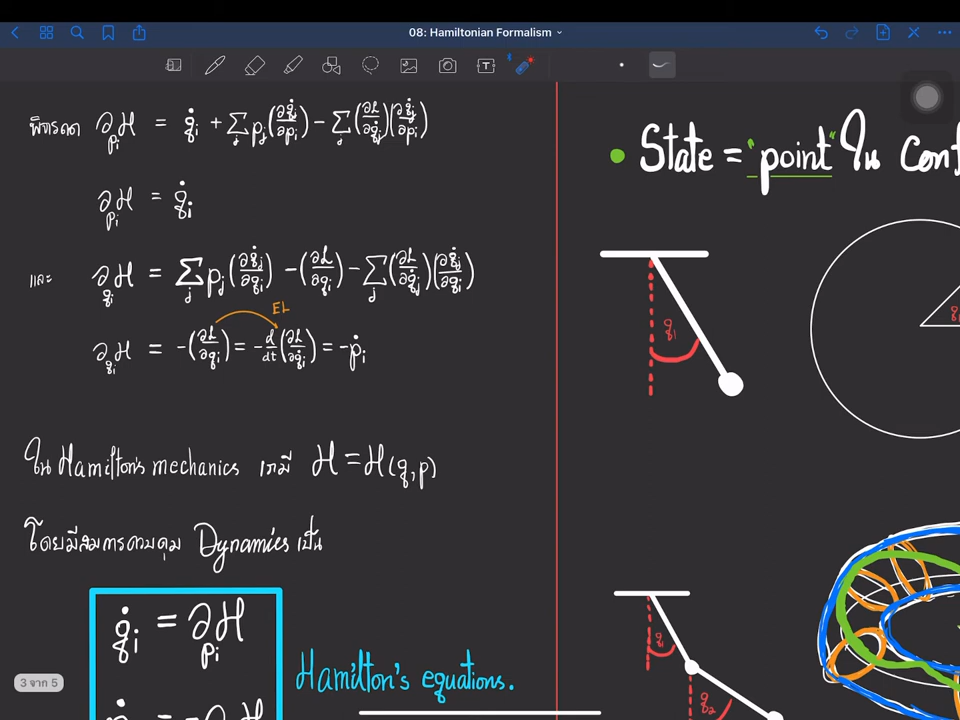 08: Hamiltonian Formalism
พิจารณา ∂_{p_i}H = q̇_i + Σ_j p_j(∂q̇_j/∂p_i) − Σ_j(∂L/∂q̇_j)(∂q̇_j/∂p_i)
∂_{p_i}H = q̇_i
และ ∂_{q_i}H = Σ_j p_j(∂q̇_j/∂q_i) − (∂L/∂q_i) − Σ_j(∂L/∂q̇_j)(∂q̇_j/∂q_i)
EL
∂_{q_i}H = −(∂L/∂q_i) = −d/dt(∂L/∂q̇_i) = −ṗ_i
ใน Hamilton's mechanics เรามี H = H(q,p)
โดยมีสมการควบคุม Dynamics เป็น
q̇_i = ∂_{p_i}H
Hamilton's equations.
3 จาก 5
• State = "point" ใน Conf
q₁
q₁
q₂